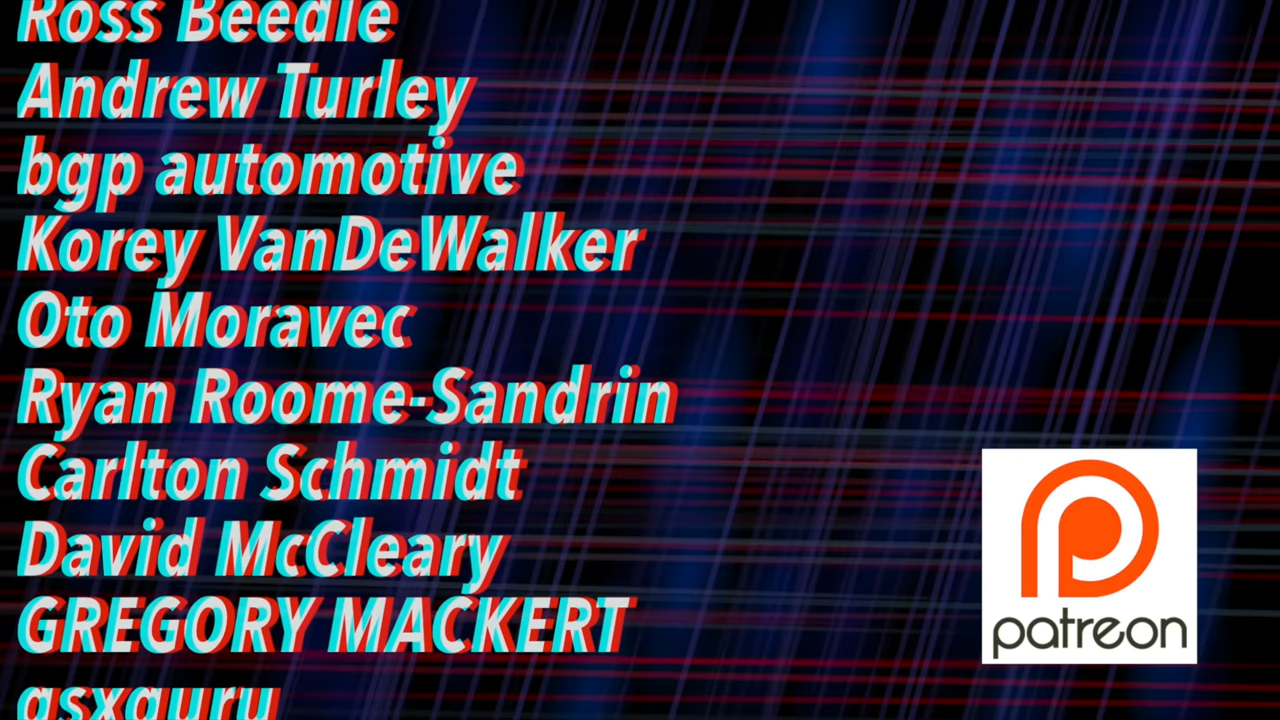 Ross Beedle
Andrew Turley
bgp automotive
Korey VanDeWalker
Oto Moravec
Ryan Roome-Sandrin
Carlton Schmidt
David McCleary
GREGORY MACKERT
gsxguru
patreon